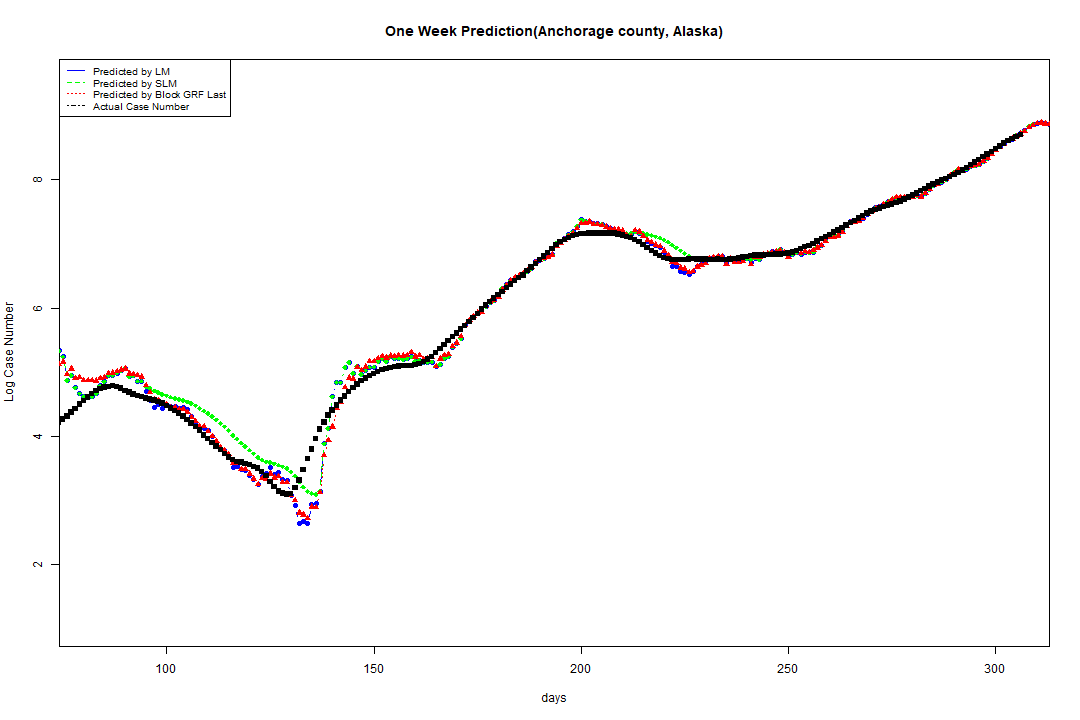 One Week Prediction(Anchorage county, Alaska)
Predicted by LM
Predicted by SLM
Predicted by Block GRF Last
Actual Case Number
8
6
4
2
Log Case Number
100 150 200 250 300
days